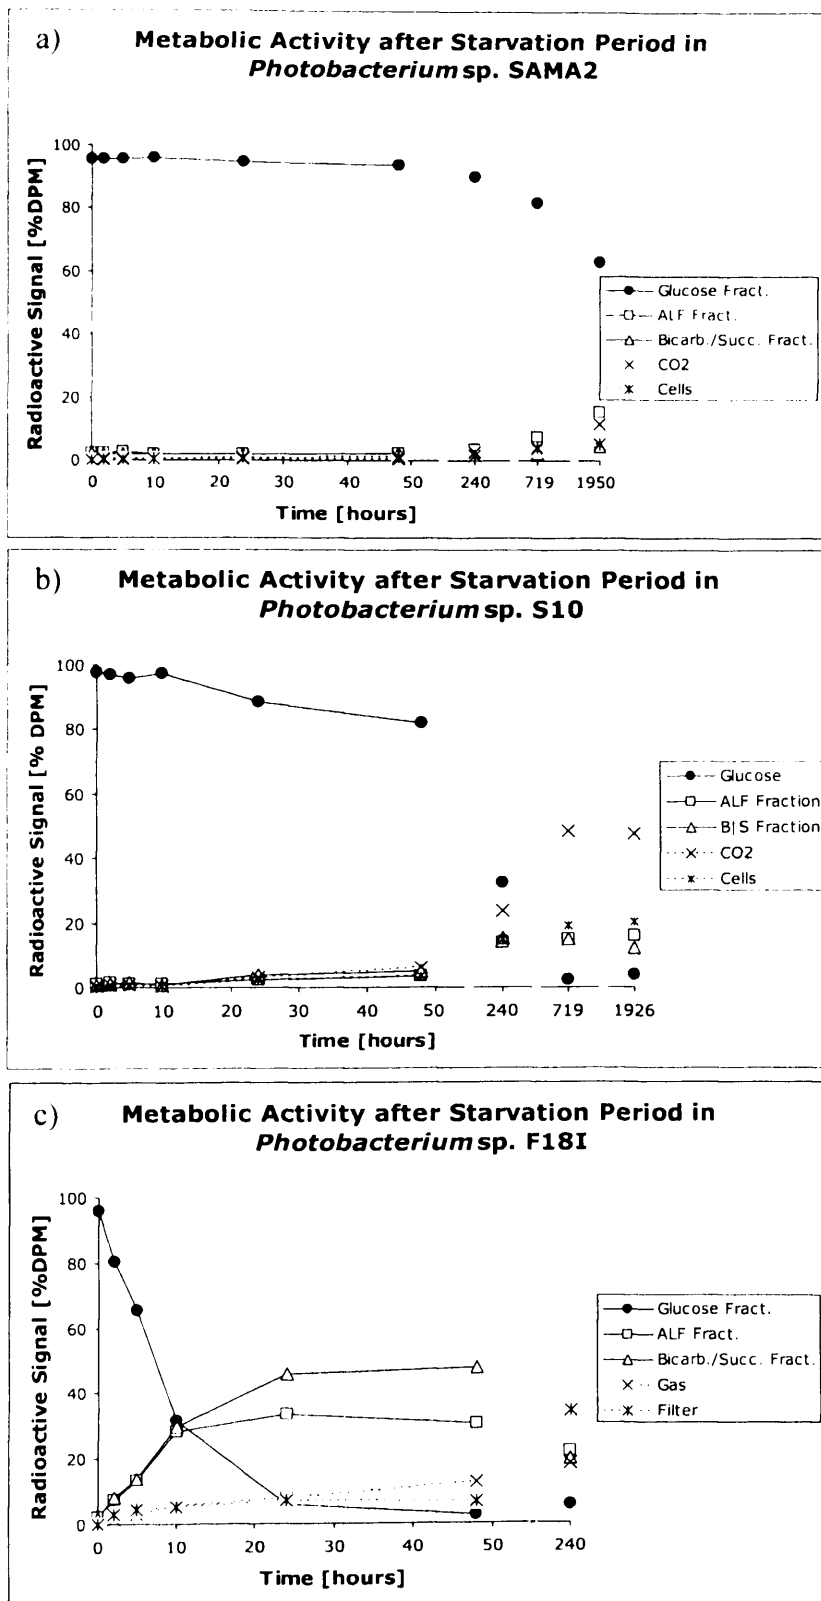 a)
Metabolic Activity after Starvation Period in
Photobacterium sp. SAMA2
Radioactive Signal [%DPM]
100
80
60
40
20
0
0 10 20 30 40 50 240 719 1950
Time [hours]
Glucose Fract.
ALF Fract.
Bicarb./Succ. Fract.
CO2
Cells
b)
Metabolic Activity after Starvation Period in
Photobacterium sp. S10
Radioactive Signal [% DPM]
100
80
60
40
20
0
0 10 20 30 40 50 240 719 1926
Time [hours]
Glucose
ALF Fraction
B|S Fraction
CO2
Cells
c)
Metabolic Activity after Starvation Period in
Photobacterium sp. F18I
Radioactive Signal [%DPM]
100
80
60
40
20
0
0 10 20 30 40 50 240
Time [hours]
Glucose Fract.
ALF Fract.
Bicarb./Succ. Fract.
Gas
Filter